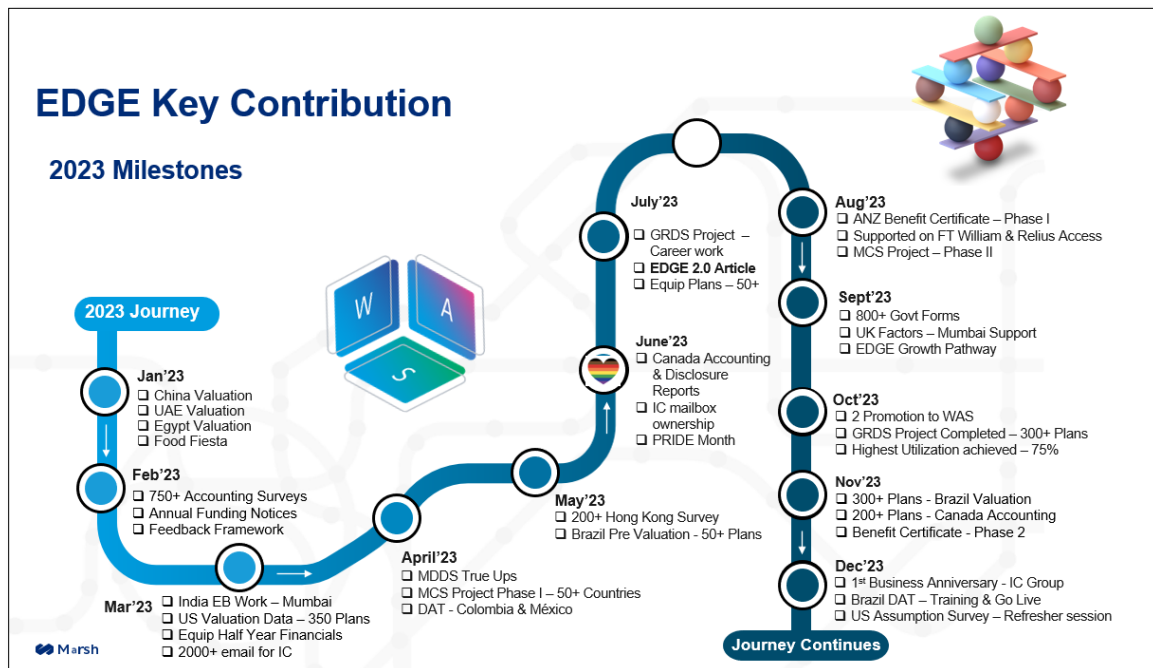 EDGE Key Contribution
2023 Milestones
2023 Journey
W
A
S
Jan’23
❑ China Valuation
❑ UAE Valuation
❑ Egypt Valuation
❑ Food Fiesta
Feb’23
❑ 750+ Accounting Surveys
❑ Annual Funding Notices
❑ Feedback Framework
Mar’23
❑ India EB Work – Mumbai
❑ US Valuation Data – 350 Plans
❑ Equip Half Year Financials
❑ 2000+ email for IC
April’23
❑ MDDS True Ups
❑ MCS Project Phase I – 50+ Countries
❑ DAT - Colombia & México
May’23
❑ 200+ Hong Kong Survey
❑ Brazil Pre Valuation - 50+ Plans
June’23
❑ Canada Accounting
& Disclosure
Reports
❑ IC mailbox
ownership
❑ PRIDE Month
July’23
❑ GRDS Project –
Career work
❑ EDGE 2.0 Article
❑ Equip Plans – 50+
Aug’23
❑ ANZ Benefit Certificate – Phase I
❑ Supported on FT William & Relius Access
❑ MCS Project – Phase II
Sept’23
❑ 800+ Govt Forms
❑ UK Factors – Mumbai Support
❑ EDGE Growth Pathway
Oct’23
❑ 2 Promotion to WAS
❑ GRDS Project Completed – 300+ Plans
❑ Highest Utilization achieved – 75%
Nov’23
❑ 300+ Plans - Brazil Valuation
❑ 200+ Plans - Canada Accounting
❑ Benefit Certificate - Phase 2
Dec’23
❑ 1st Business Anniversary - IC Group
❑ Brazil DAT – Training & Go Live
❑ US Assumption Survey – Refresher session
Journey Continues
Marsh